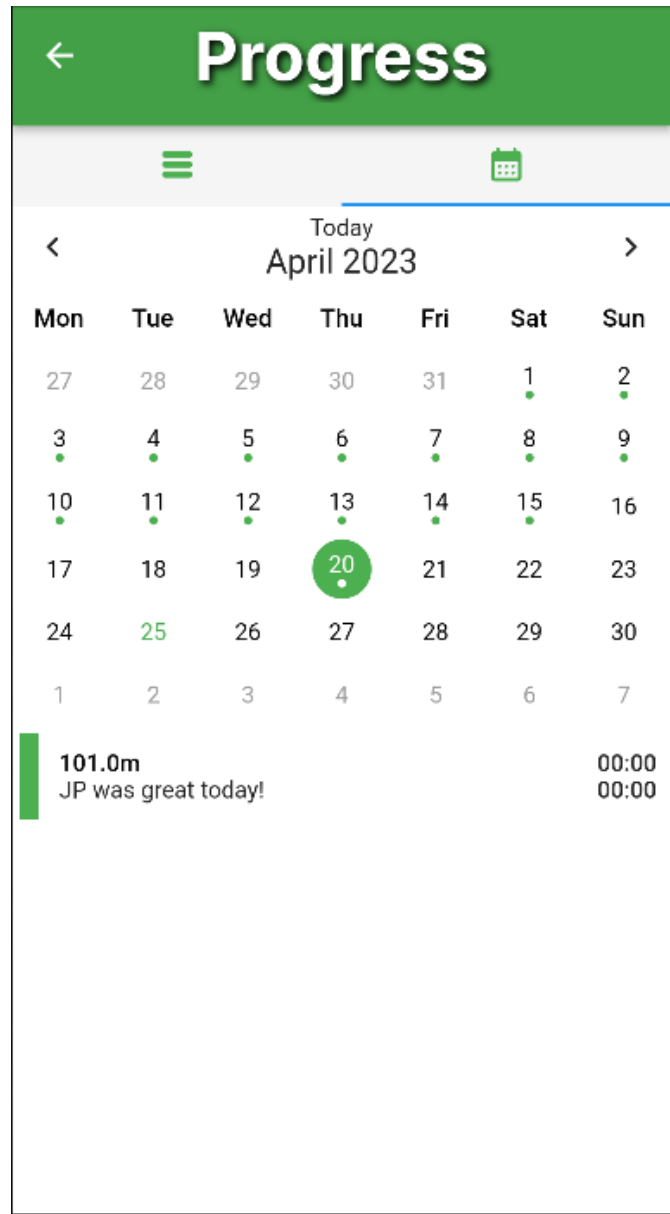 Progress
Today
April 2023
Mon Tue Wed Thu Fri Sat Sun
27 28 29 30 31 1 2
3 4 5 6 7 8 9
10 11 12 13 14 15 16
17 18 19 20 21 22 23
24 25 26 27 28 29 30
1 2 3 4 5 6 7
101.0m 00:00
JP was great today! 00:00